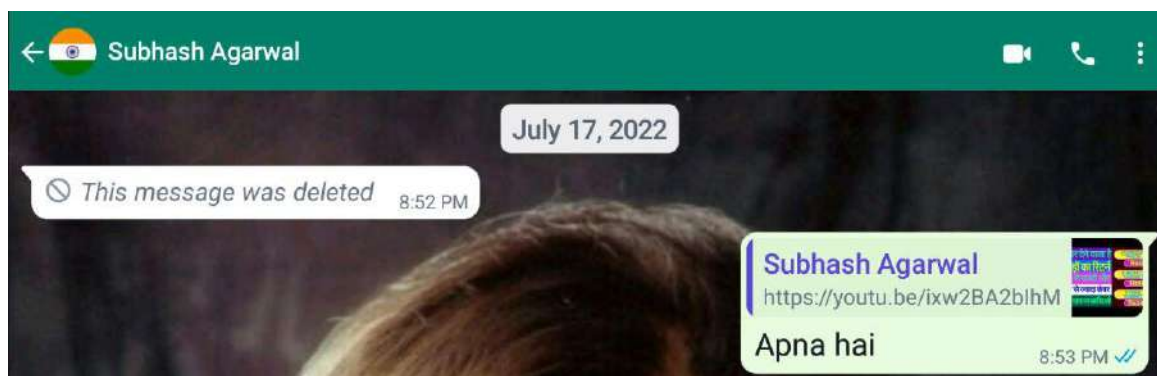 Subhash Agarwal
July 17, 2022
This message was deleted 8:52 PM
Subhash Agarwal
https://youtu.be/ixw2BA2blhM
Apna hai
8:53 PM